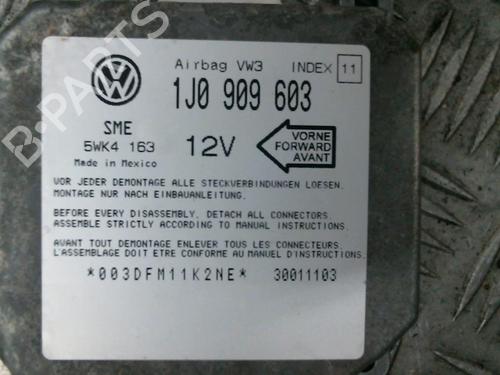 Airbag VW3 INDEX 11
1J0 909 603
SME
5WK4 163
Made in Mexico
12V
VORNE
FORWARD
AVANT
VOR JEDER DEMONTAGE ALLE STECKVERBINDUNGEN LOESEN.
MONTAGE NUR NACH EINBAUANLEITUNG.
BEFORE EVERY DISASSEMBLY, DETACH ALL CONNECTORS.
ASSEMBLE STRICTLY ACCORDING TO MANUAL INSTRUCTIONS.
AVANT TOUT DEMONTAGE ENLEVER TOUS LES CONNECTEURS.
L'ASSEMBLAGE DOIT ETRE CONFORME AU MANUEL D'INSTRUCTIONS.
*003DFM11K2NE* 30011103
B-PARTS